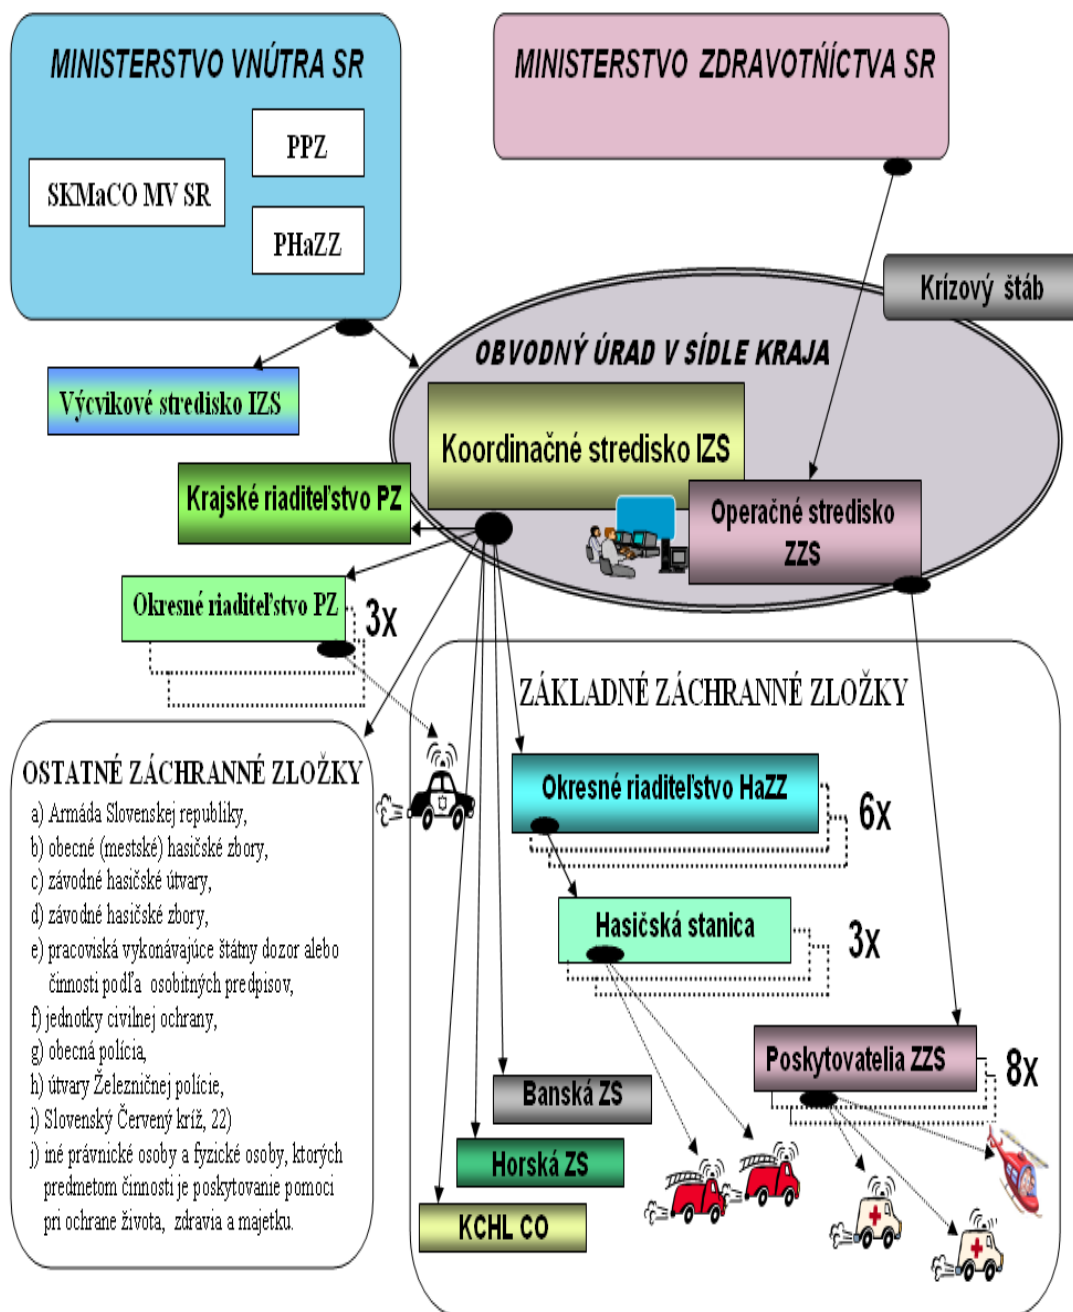 MINISTERSTVO VNÚTRA SR
PPZ
SKMaCO MV SR
PHaZZ
MINISTERSTVO ZDRAVOTŇÍCTVA SR
Krízový štáb
OBVODNÝ ÚRAD V SÍDLE KRAJA
Výcvikové stredisko IZS
Koordinačné stredisko IZS
Krajské riaditeľstvo PZ
Operačné stredisko
ZZS
Okresné riaditeľstvo PZ
3x
ZÁKLADNÉ ZÁCHRANNÉ ZLOŽKY
OSTATNÉ ZÁCHRANNÉ ZLOŽKY
a) Armáda Slovenskej republiky,
b) obecné (mestské) hasičské zbory,
c) závodné hasičské útvary,
d) závodné hasičské zbory,
e) pracoviská vykonávajúce štátny dozor alebo
činnosti podľa osobitných predpisov,
f) jednotky civilnej ochrany,
g) obecná polícia,
h) útvary Železničnej polície,
i) Slovenský Červený kríž, 22)
j) iné právnické osoby a fyzické osoby, ktorých
predmetom činnosti je poskytovanie pomoci
pri ochrane života, zdravia a majetku.
Okresné riaditeľstvo HaZZ
6x
Hasičská stanica
3x
Poskytovatelia ZZS
8x
Banská ZS
Horská ZS
KCHL CO